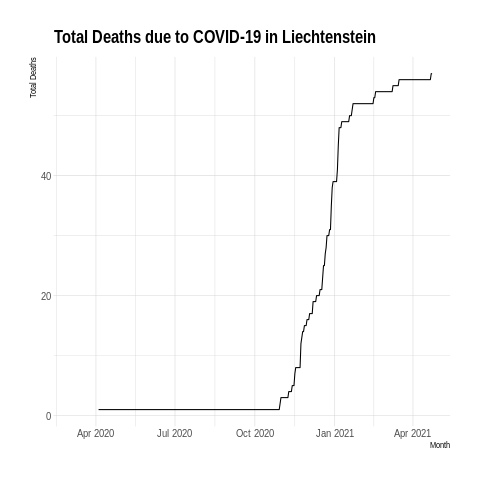 Total Deaths due to COVID-19 in Liechtenstein
Total Deaths
40
20
0
Apr 2020 Jul 2020 Oct 2020 Jan 2021 Apr 2021
Month